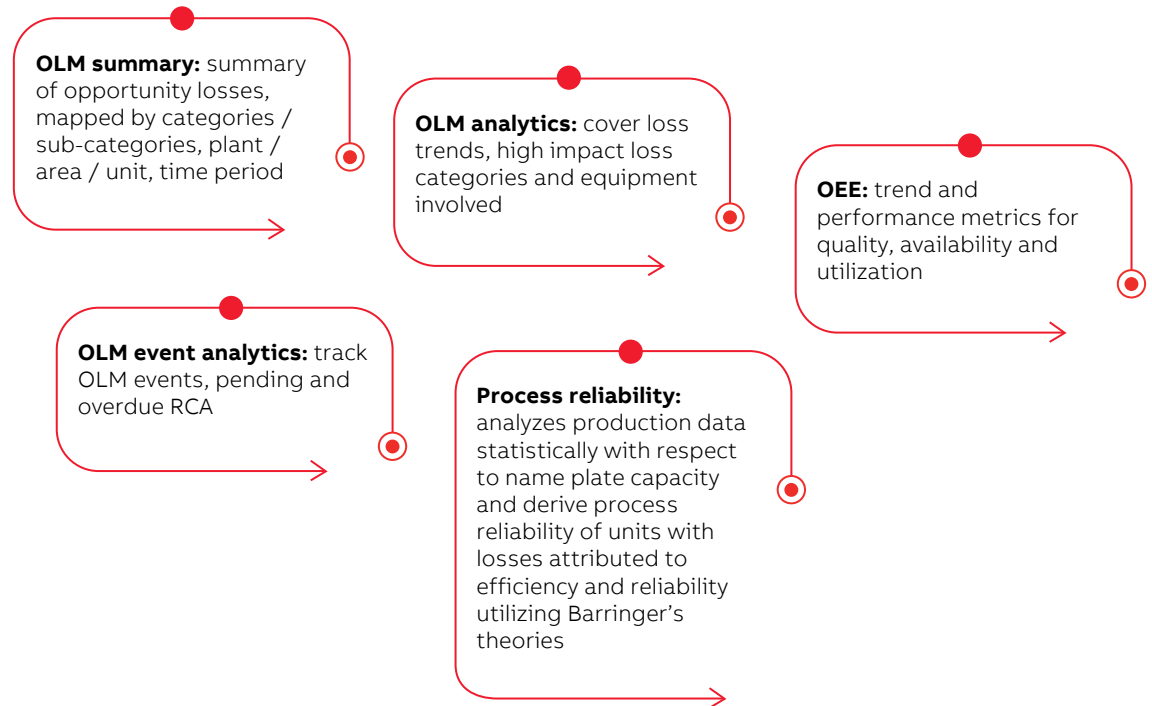 OLM summary: summary
of opportunity losses,
mapped by categories /
sub-categories, plant /
area / unit, time period
OLM analytics: cover loss
trends, high impact loss
categories and equipment
involved
OEE: trend and
performance metrics for
quality, availability and
utilization
OLM event analytics: track
OLM events, pending and
overdue RCA
Process reliability:
analyzes production data
statistically with respect
to name plate capacity
and derive process
reliability of units with
losses attributed to
efficiency and reliability
utilizing Barringer’s
theories